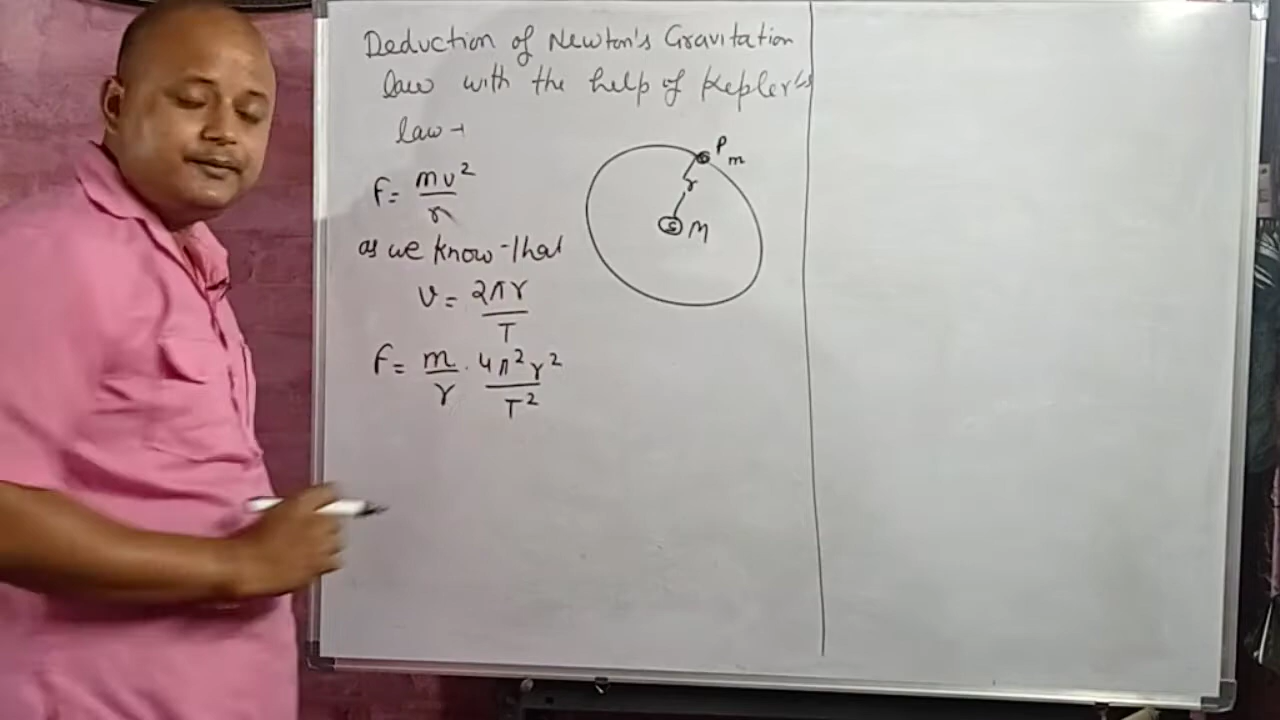 Deduction of Newton's Gravitation
law with the help of Kepler's
law →
F = mv²/r
as we know that
v = 2πr/T
F = m/r · 4π²r²/T²
P m
r
S M